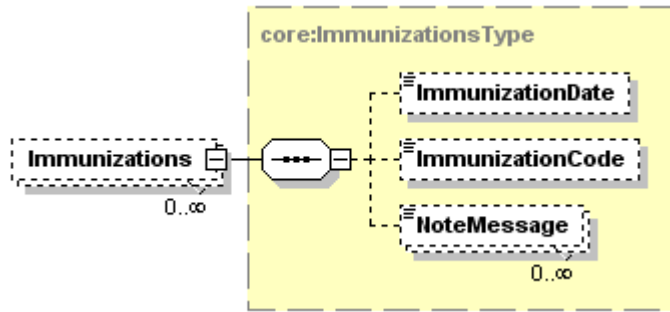 core:ImmunizationsType
ImmunizationDate
Immunizations
0..∞
ImmunizationCode
NoteMessage
0..∞